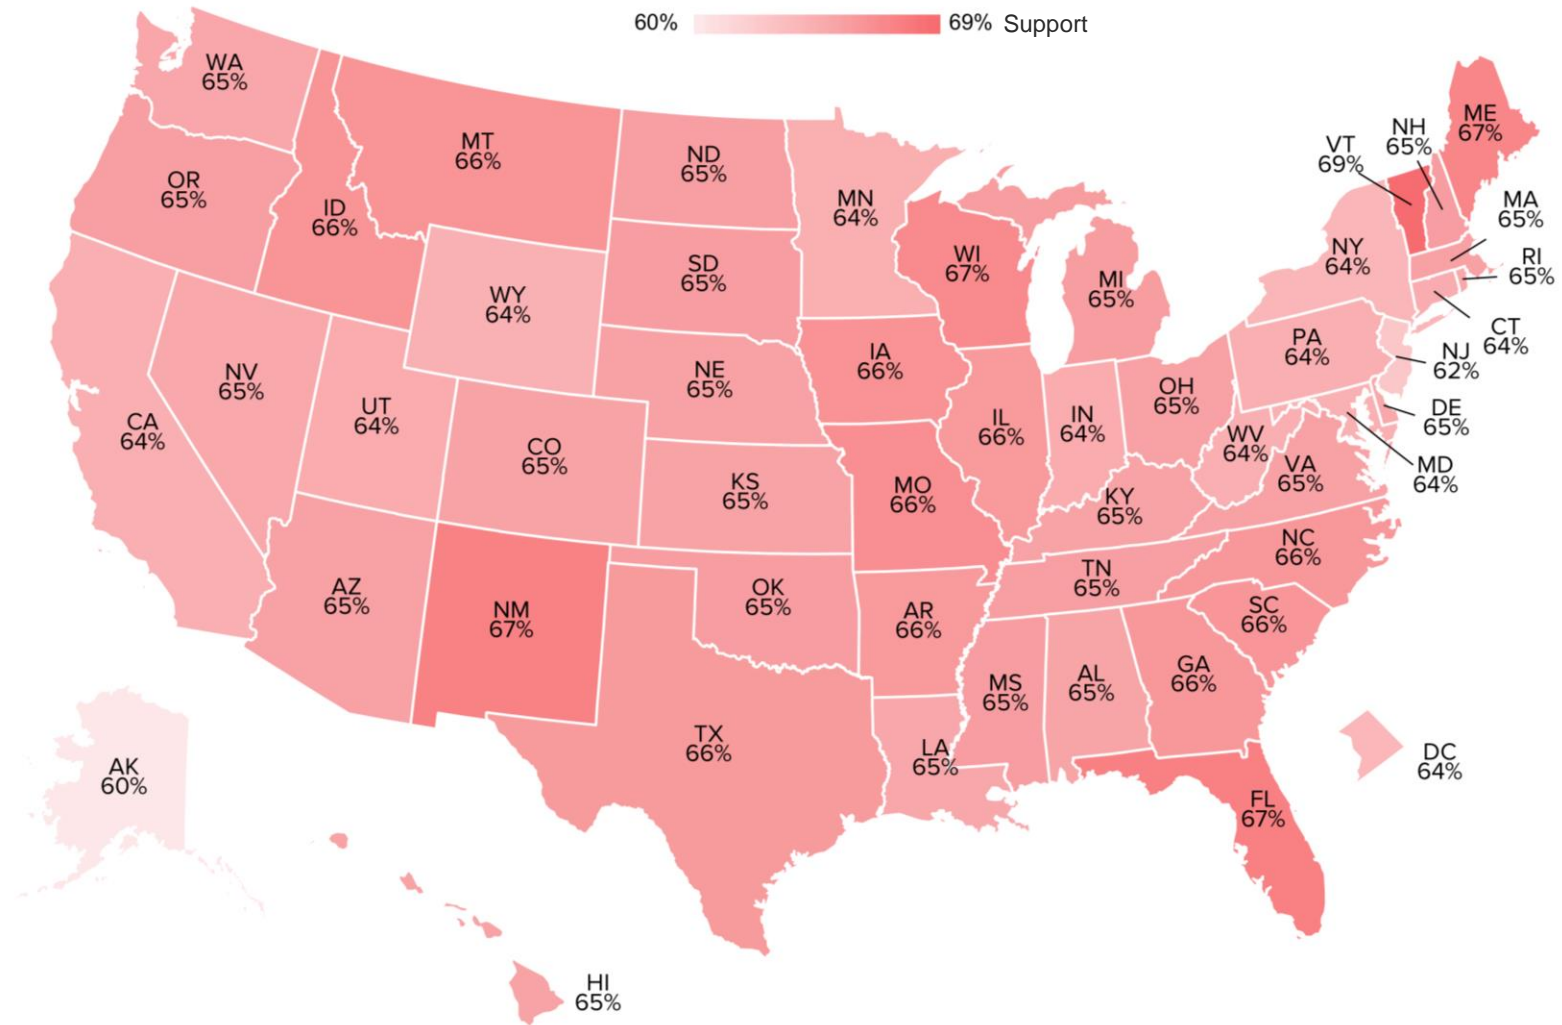 60% 69% Support
WA
65%
OR
65%
ID
66%
MT
66%
ND
65%
MN
64%
SD
65%
WY
64%
WI
67%
MI
65%
VT
69%
NH
65%
ME
67%
MA
65%
RI
65%
CT
64%
NY
64%
PA
64%
NJ
62%
DE
65%
MD
64%
NV
65%
UT
64%
CA
64%
CO
65%
NE
65%
IA
66%
IL
66%
IN
64%
OH
65%
WV
64%
VA
65%
KS
65%
MO
66%
KY
65%
NC
66%
TN
65%
AZ
65%
NM
67%
OK
65%
AR
66%
SC
66%
MS
65%
AL
65%
GA
66%
TX
66%
LA
65%
FL
67%
DC
64%
AK
60%
HI
65%